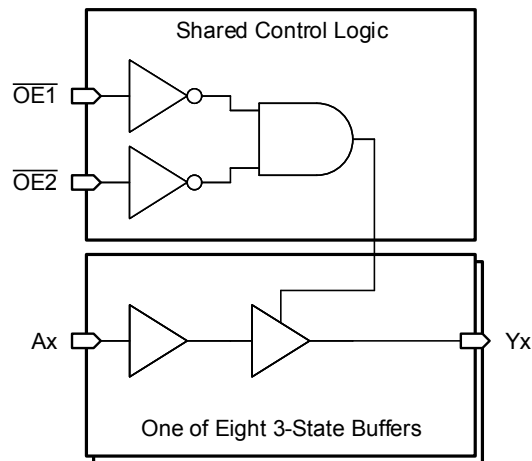 Shared Control Logic
OE1
OE2
Ax
Yx
One of Eight 3-State Buffers